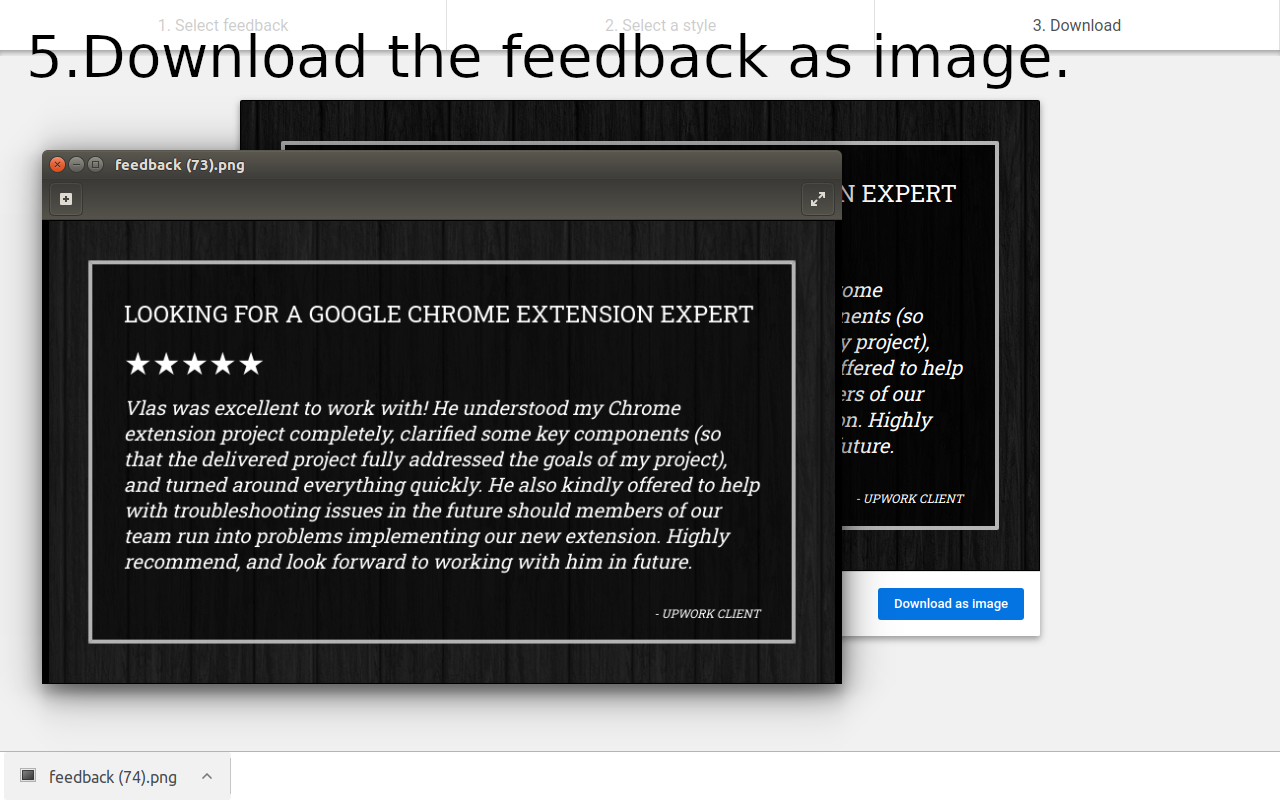 1. Select feedback
2. Select a style
3. Download
5.Download the feedback as image.
feedback (73).png
LOOKING FOR A GOOGLE CHROME EXTENSION EXPERT
★★★★★
Vlas was excellent to work with! He understood my Chrome
extension project completely, clarified some key components (so
that the delivered project fully addressed the goals of my project),
and turned around everything quickly. He also kindly offered to help
with troubleshooting issues in the future should members of our
team run into problems implementing our new extension. Highly
recommend, and look forward to working with him in future.
- UPWORK CLIENT
N EXPERT
ome
nents (so
y project),
ffered to help
ers of our
on. Highly
uture.
- UPWORK CLIENT
Download as image
feedback (74).png